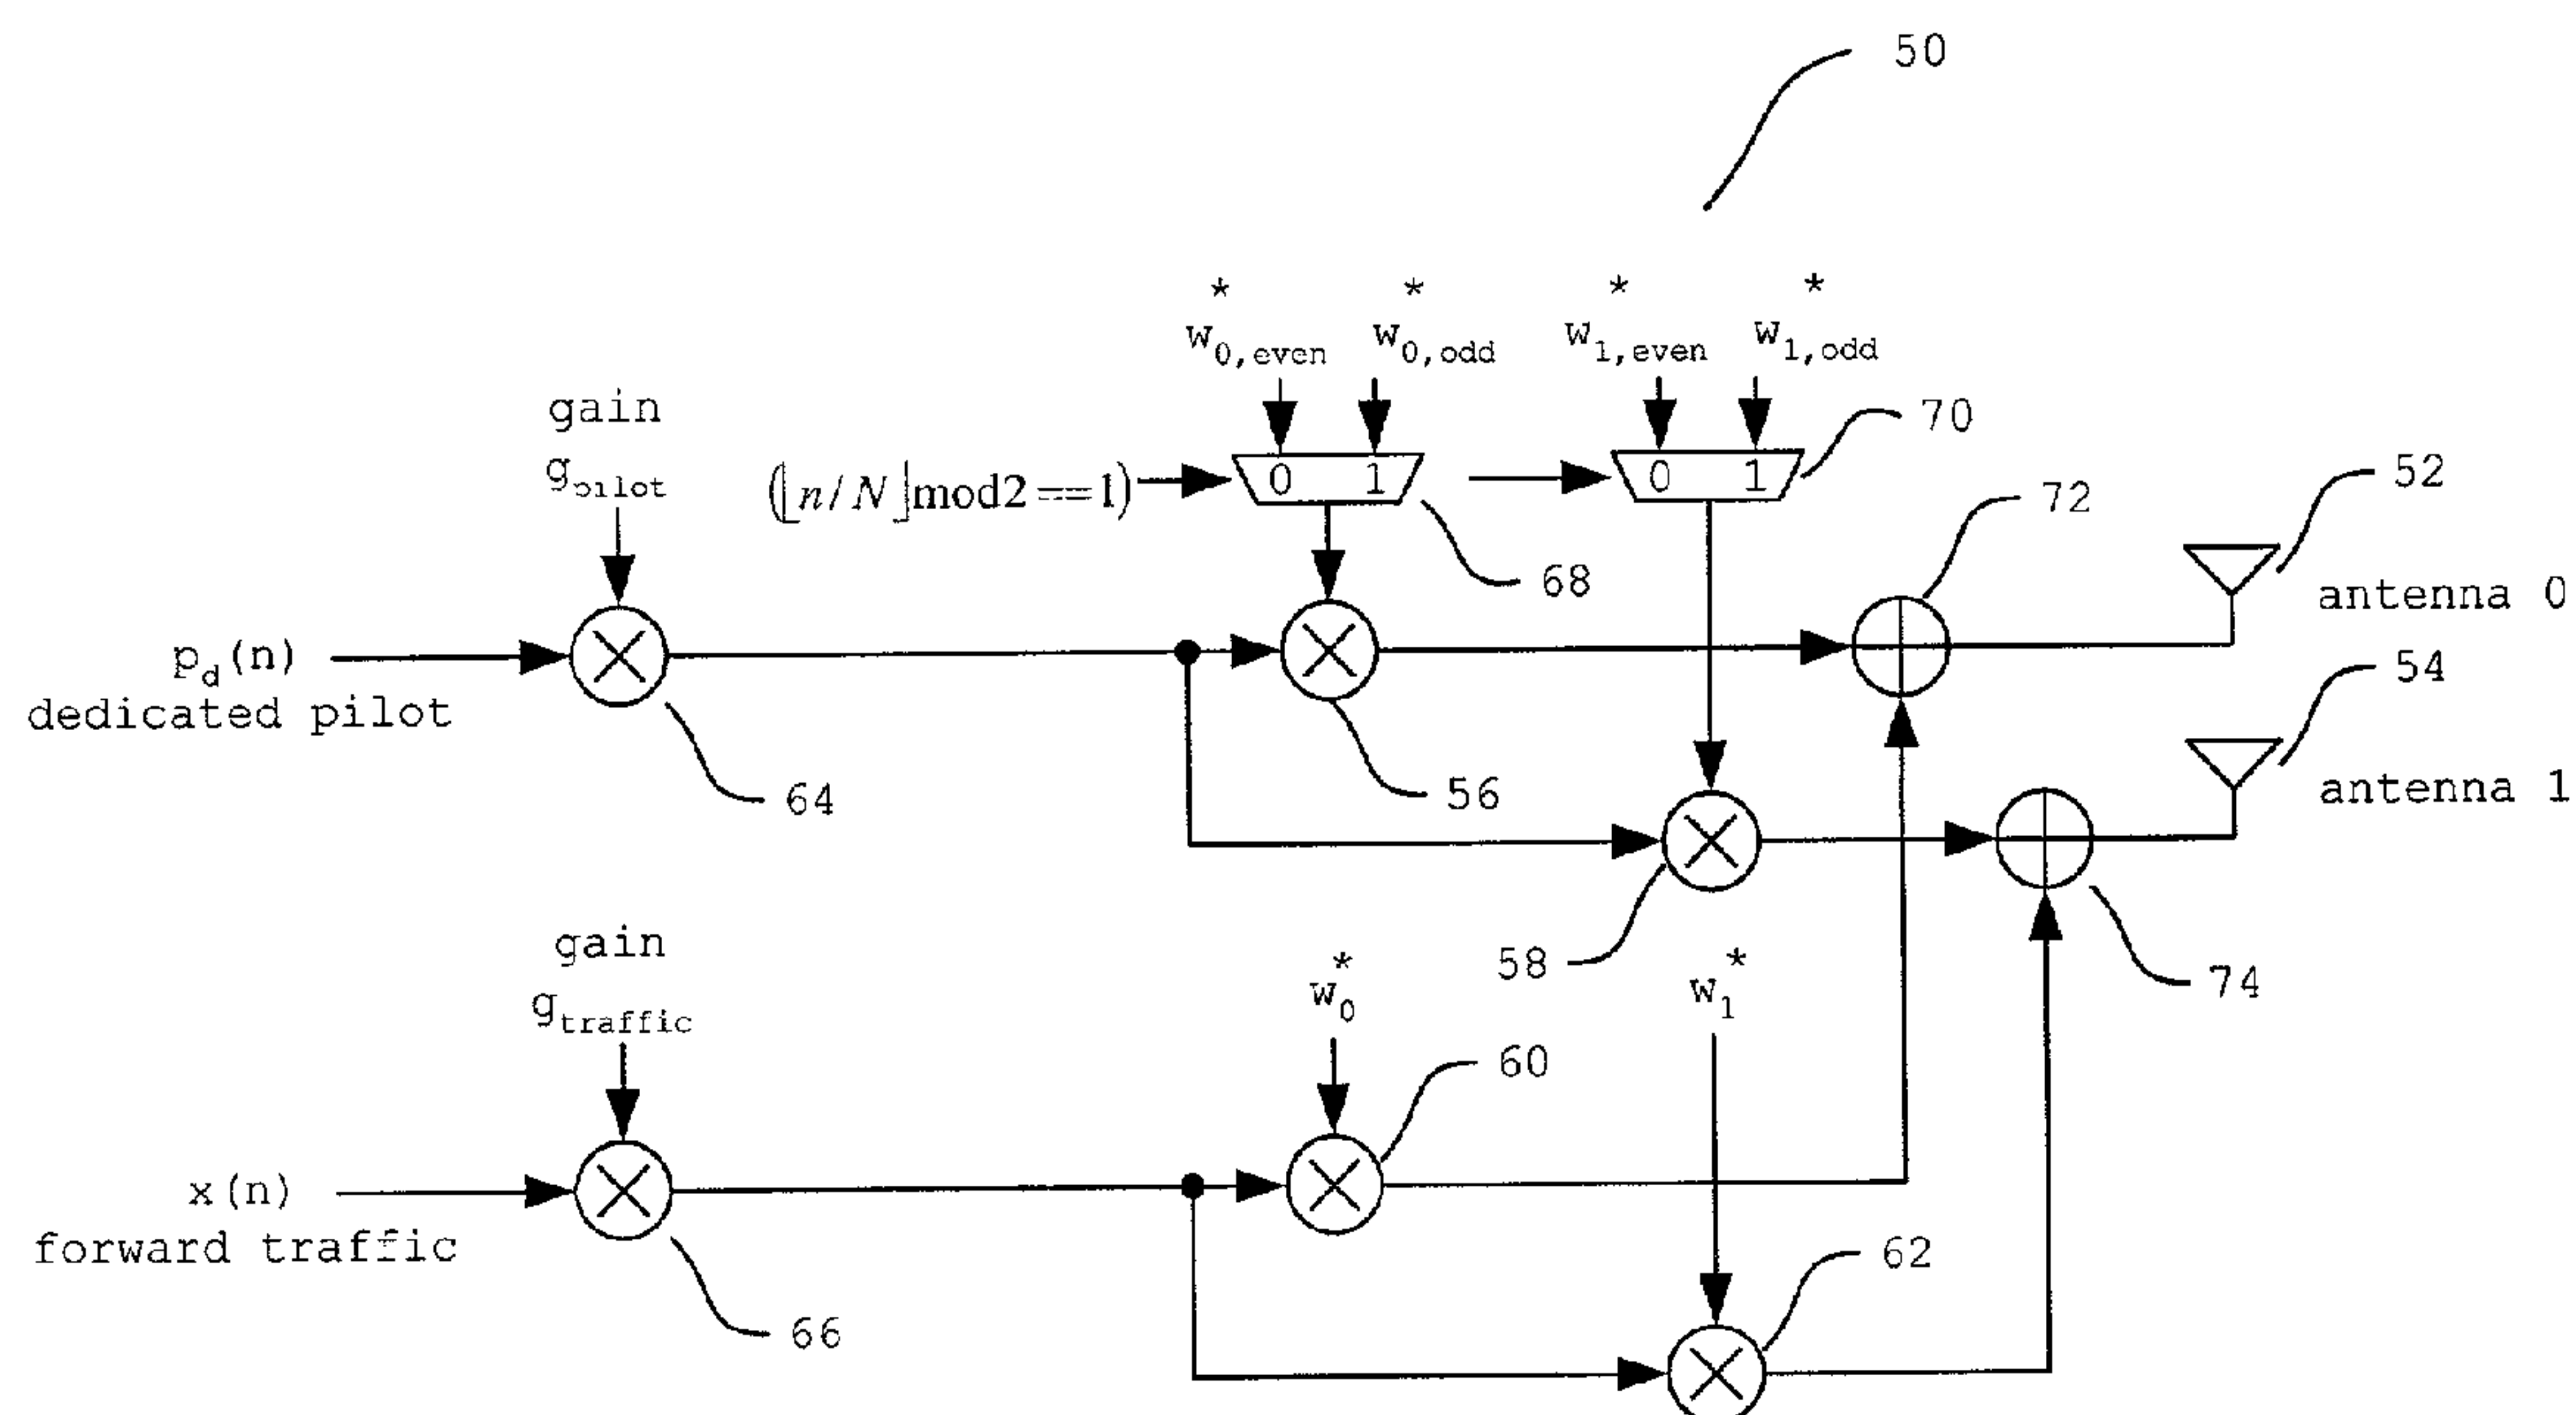 50
* * * *
w0,even w0,odd w1,even w1,odd
gain
gpilot
(⌊n/N⌋mod2==1)
0 1
0 1
70
52
72
68
antenna 0
pd(n)
dedicated pilot
64
56
54
antenna 1
58
74
gain
gtraffic
w0*
w1*
60
x(n)
forward traffic
62
66